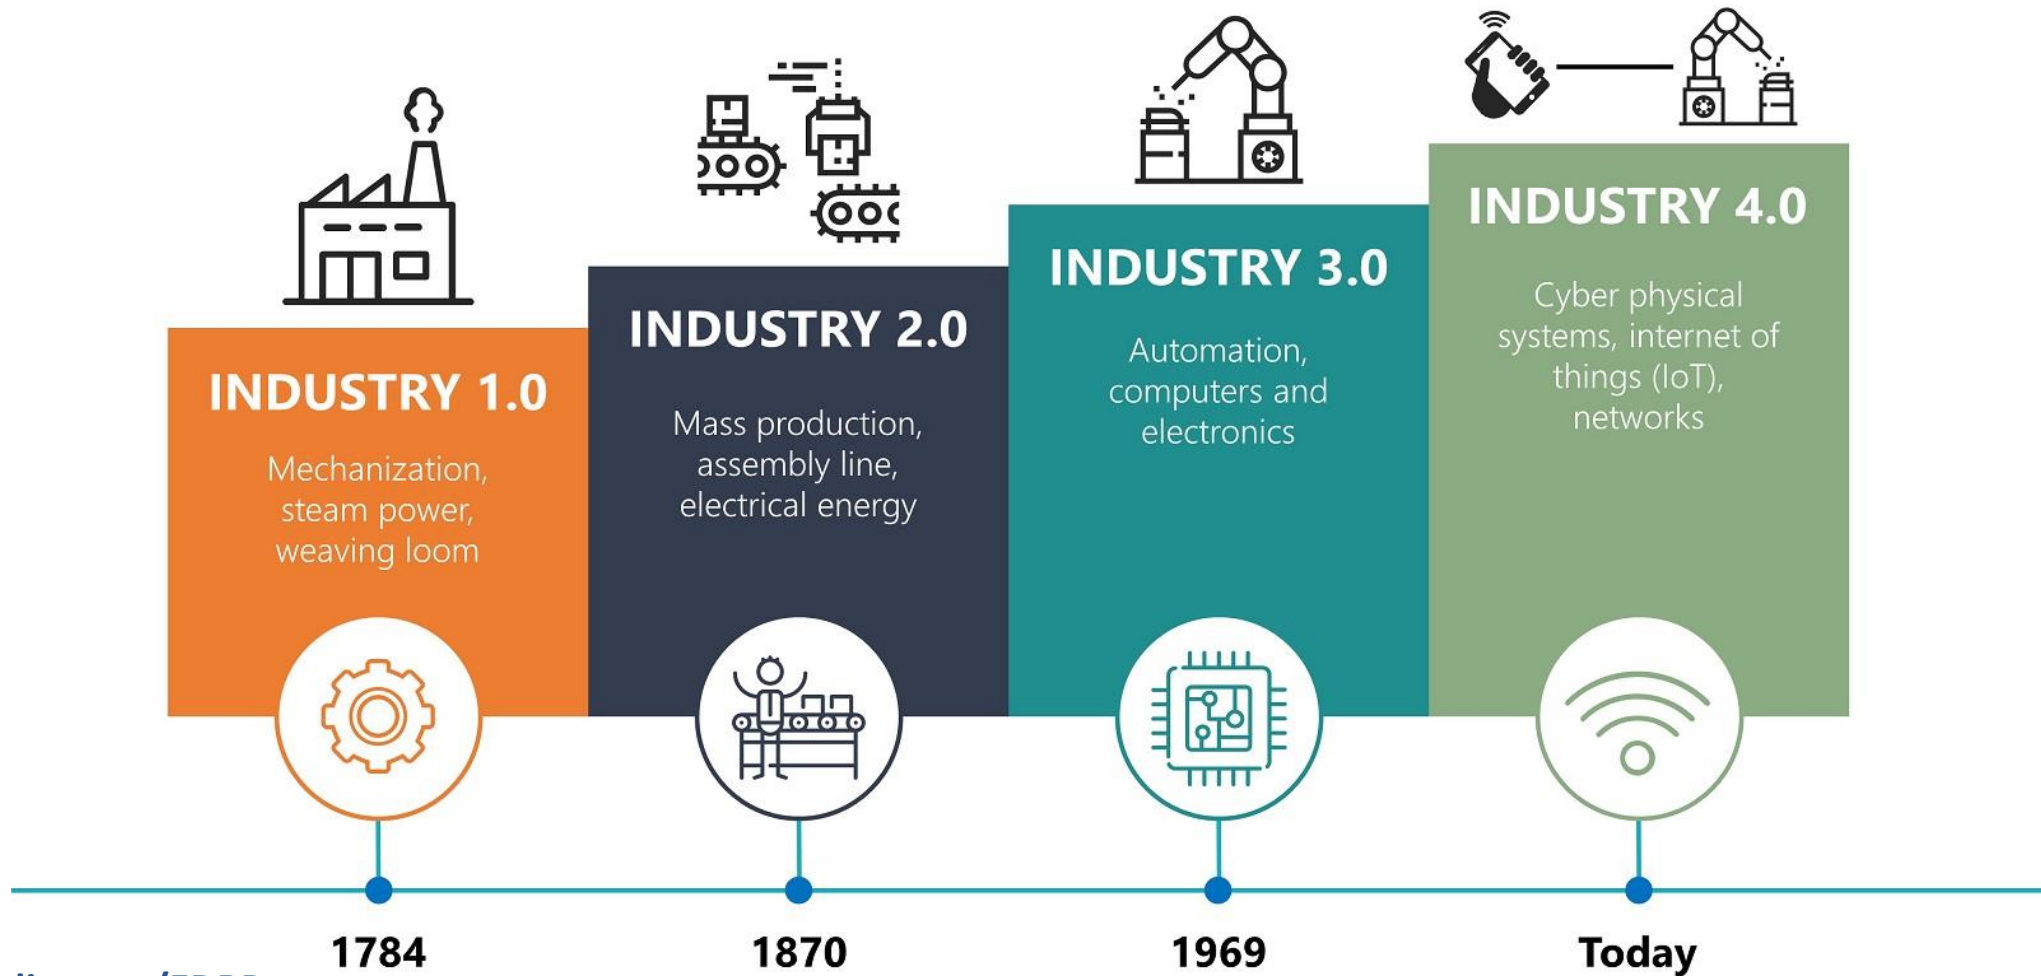 INDUSTRY 1.0
Mechanization,
steam power,
weaving loom
1784
INDUSTRY 2.0
Mass production,
assembly line,
electrical energy
1870
INDUSTRY 3.0
Automation,
computers and
electronics
1969
INDUSTRY 4.0
Cyber physical
systems, internet of
things (IoT),
networks
Today